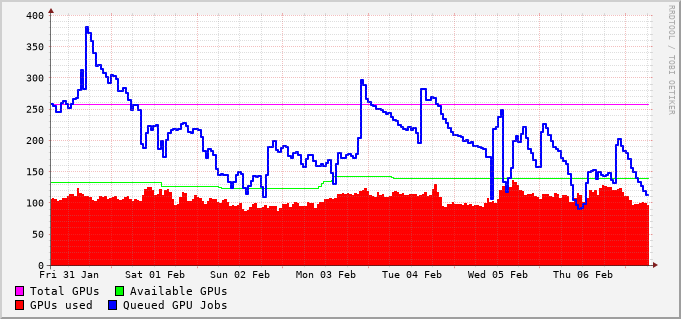 400
350
300
250
200
150
100
50
0
Fri 31 Jan Sat 01 Feb Sun 02 Feb Mon 03 Feb Tue 04 Feb Wed 05 Feb Thu 06 Feb
Total GPUs Available GPUs
GPUs used Queued GPU Jobs
RRDTOOL / TOBI OETIKER